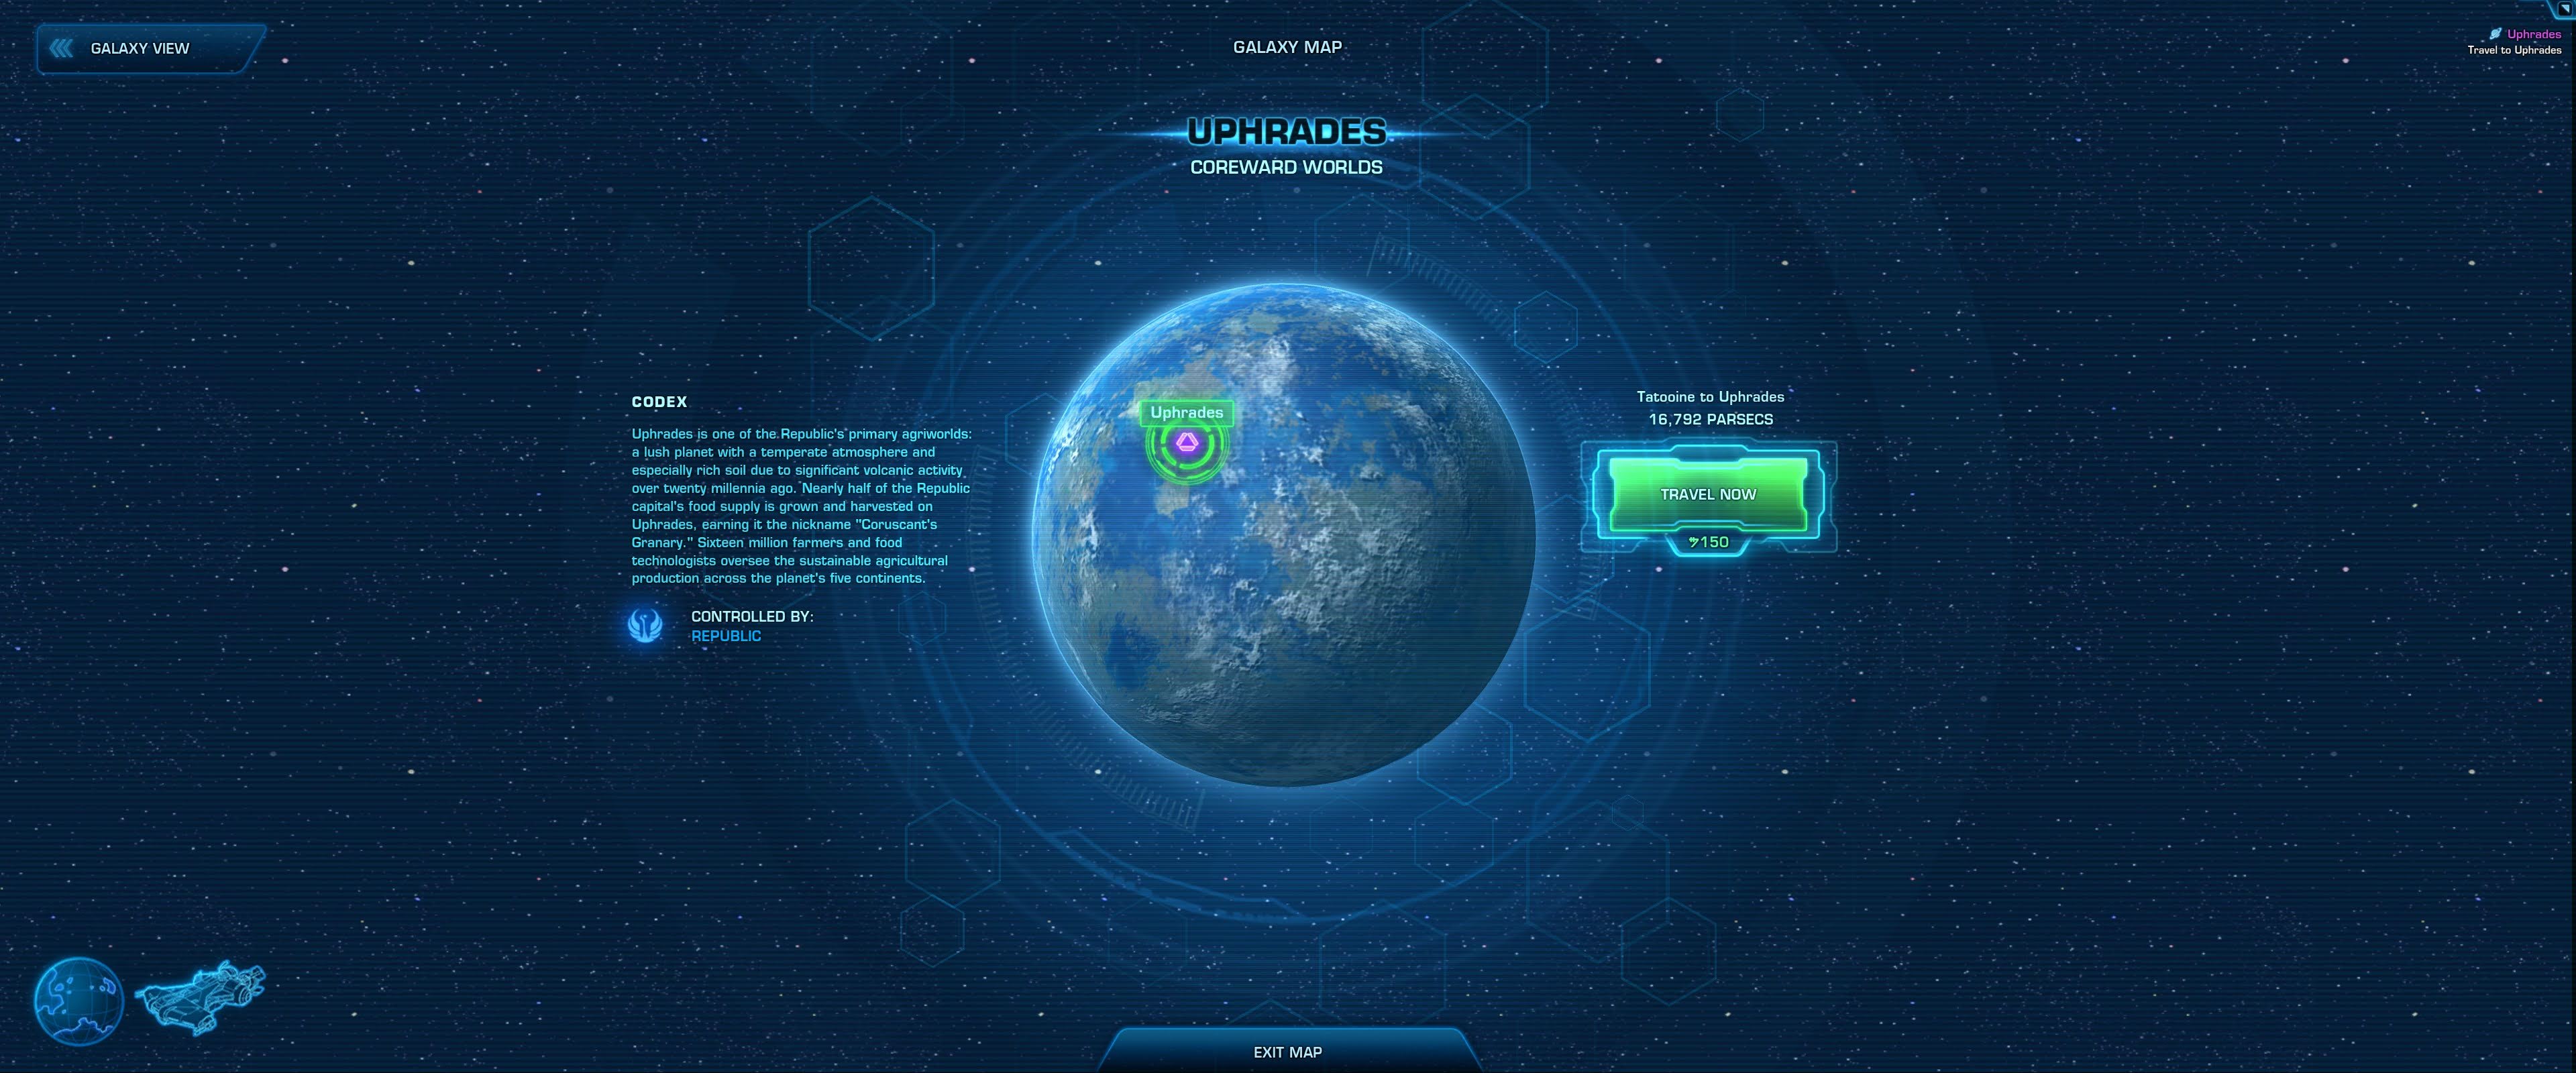 GALAXY VIEW
GALAXY MAP
Uphrades
Travel to Uphrades
UPHRADES
COREWARD WORLDS
CODEX
Uphrades is one of the Republic's primary agriworlds:
a lush planet with a temperate atmosphere and
especially rich soil due to significant volcanic activity
over twenty millennia ago. Nearly half of the Republic
capital's food supply is grown and harvested on
Uphrades, earning it the nickname "Coruscant's
Granary." Sixteen million farmers and food
technologists oversee the sustainable agricultural
production across the planet's five continents.
CONTROLLED BY:
REPUBLIC
Uphrades
Tatooine to Uphrades
16,792 PARSECS
TRAVEL NOW
150
EXIT MAP